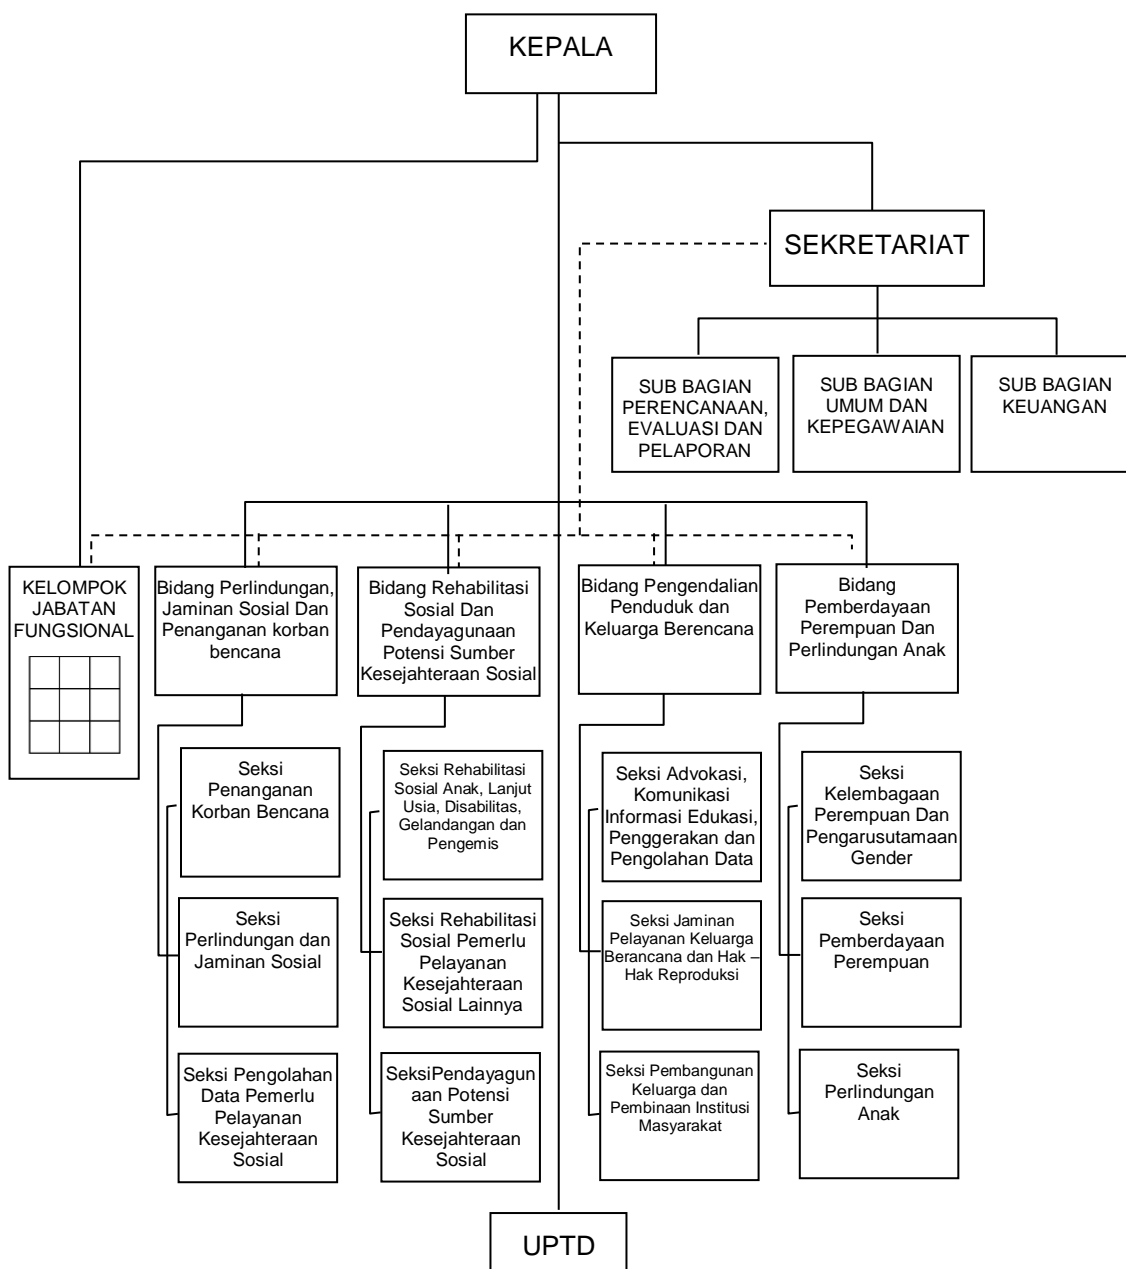 KEPALA
SEKRETARIAT
SUB BAGIAN
PERENCANAAN,
EVALUASI DAN
PELAPORAN
SUB BAGIAN
UMUM DAN
KEPEGAWAIAN
SUB BAGIAN
KEUANGAN
KELOMPOK
JABATAN
FUNGSIONAL
Bidang Perlindungan,
Jaminan Sosial Dan
Penanganan korban
bencana
Bidang Rehabilitasi
Sosial Dan
Pendayagunaan
Potensi Sumber
Kesejahteraan Sosial
Bidang Pengendalian
Penduduk dan
Keluarga Berencana
Bidang
Pemberdayaan
Perempuan Dan
Perlindungan Anak
Seksi
Penanganan
Korban Bencana
Seksi Rehabilitasi
Sosial Anak, Lanjut
Usia, Disabilitas,
Gelandangan dan
Pengemis
Seksi Advokasi,
Komunikasi
Informasi Edukasi,
Penggerakan dan
Pengolahan Data
Seksi
Kelembagaan
Perempuan Dan
Pengarusutamaan
Gender
Seksi
Perlindungan dan
Jaminan Sosial
Seksi Rehabilitasi
Sosial Pemerlu
Pelayanan
Kesejahteraan
Sosial Lainnya
Seksi Jaminan
Pelayanan Keluarga
Berancana dan Hak –
Hak Reproduksi
Seksi
Pemberdayaan
Perempuan
Seksi Pengolahan
Data Pemerlu
Pelayanan
Kesejahteraan
Sosial
SeksiPendayagun
aan Potensi
Sumber
Kesejahteraan
Sosial
Seksi Pembangunan
Keluarga dan
Pembinaan Institusi
Masyarakat
Seksi
Perlindungan
Anak
UPTD